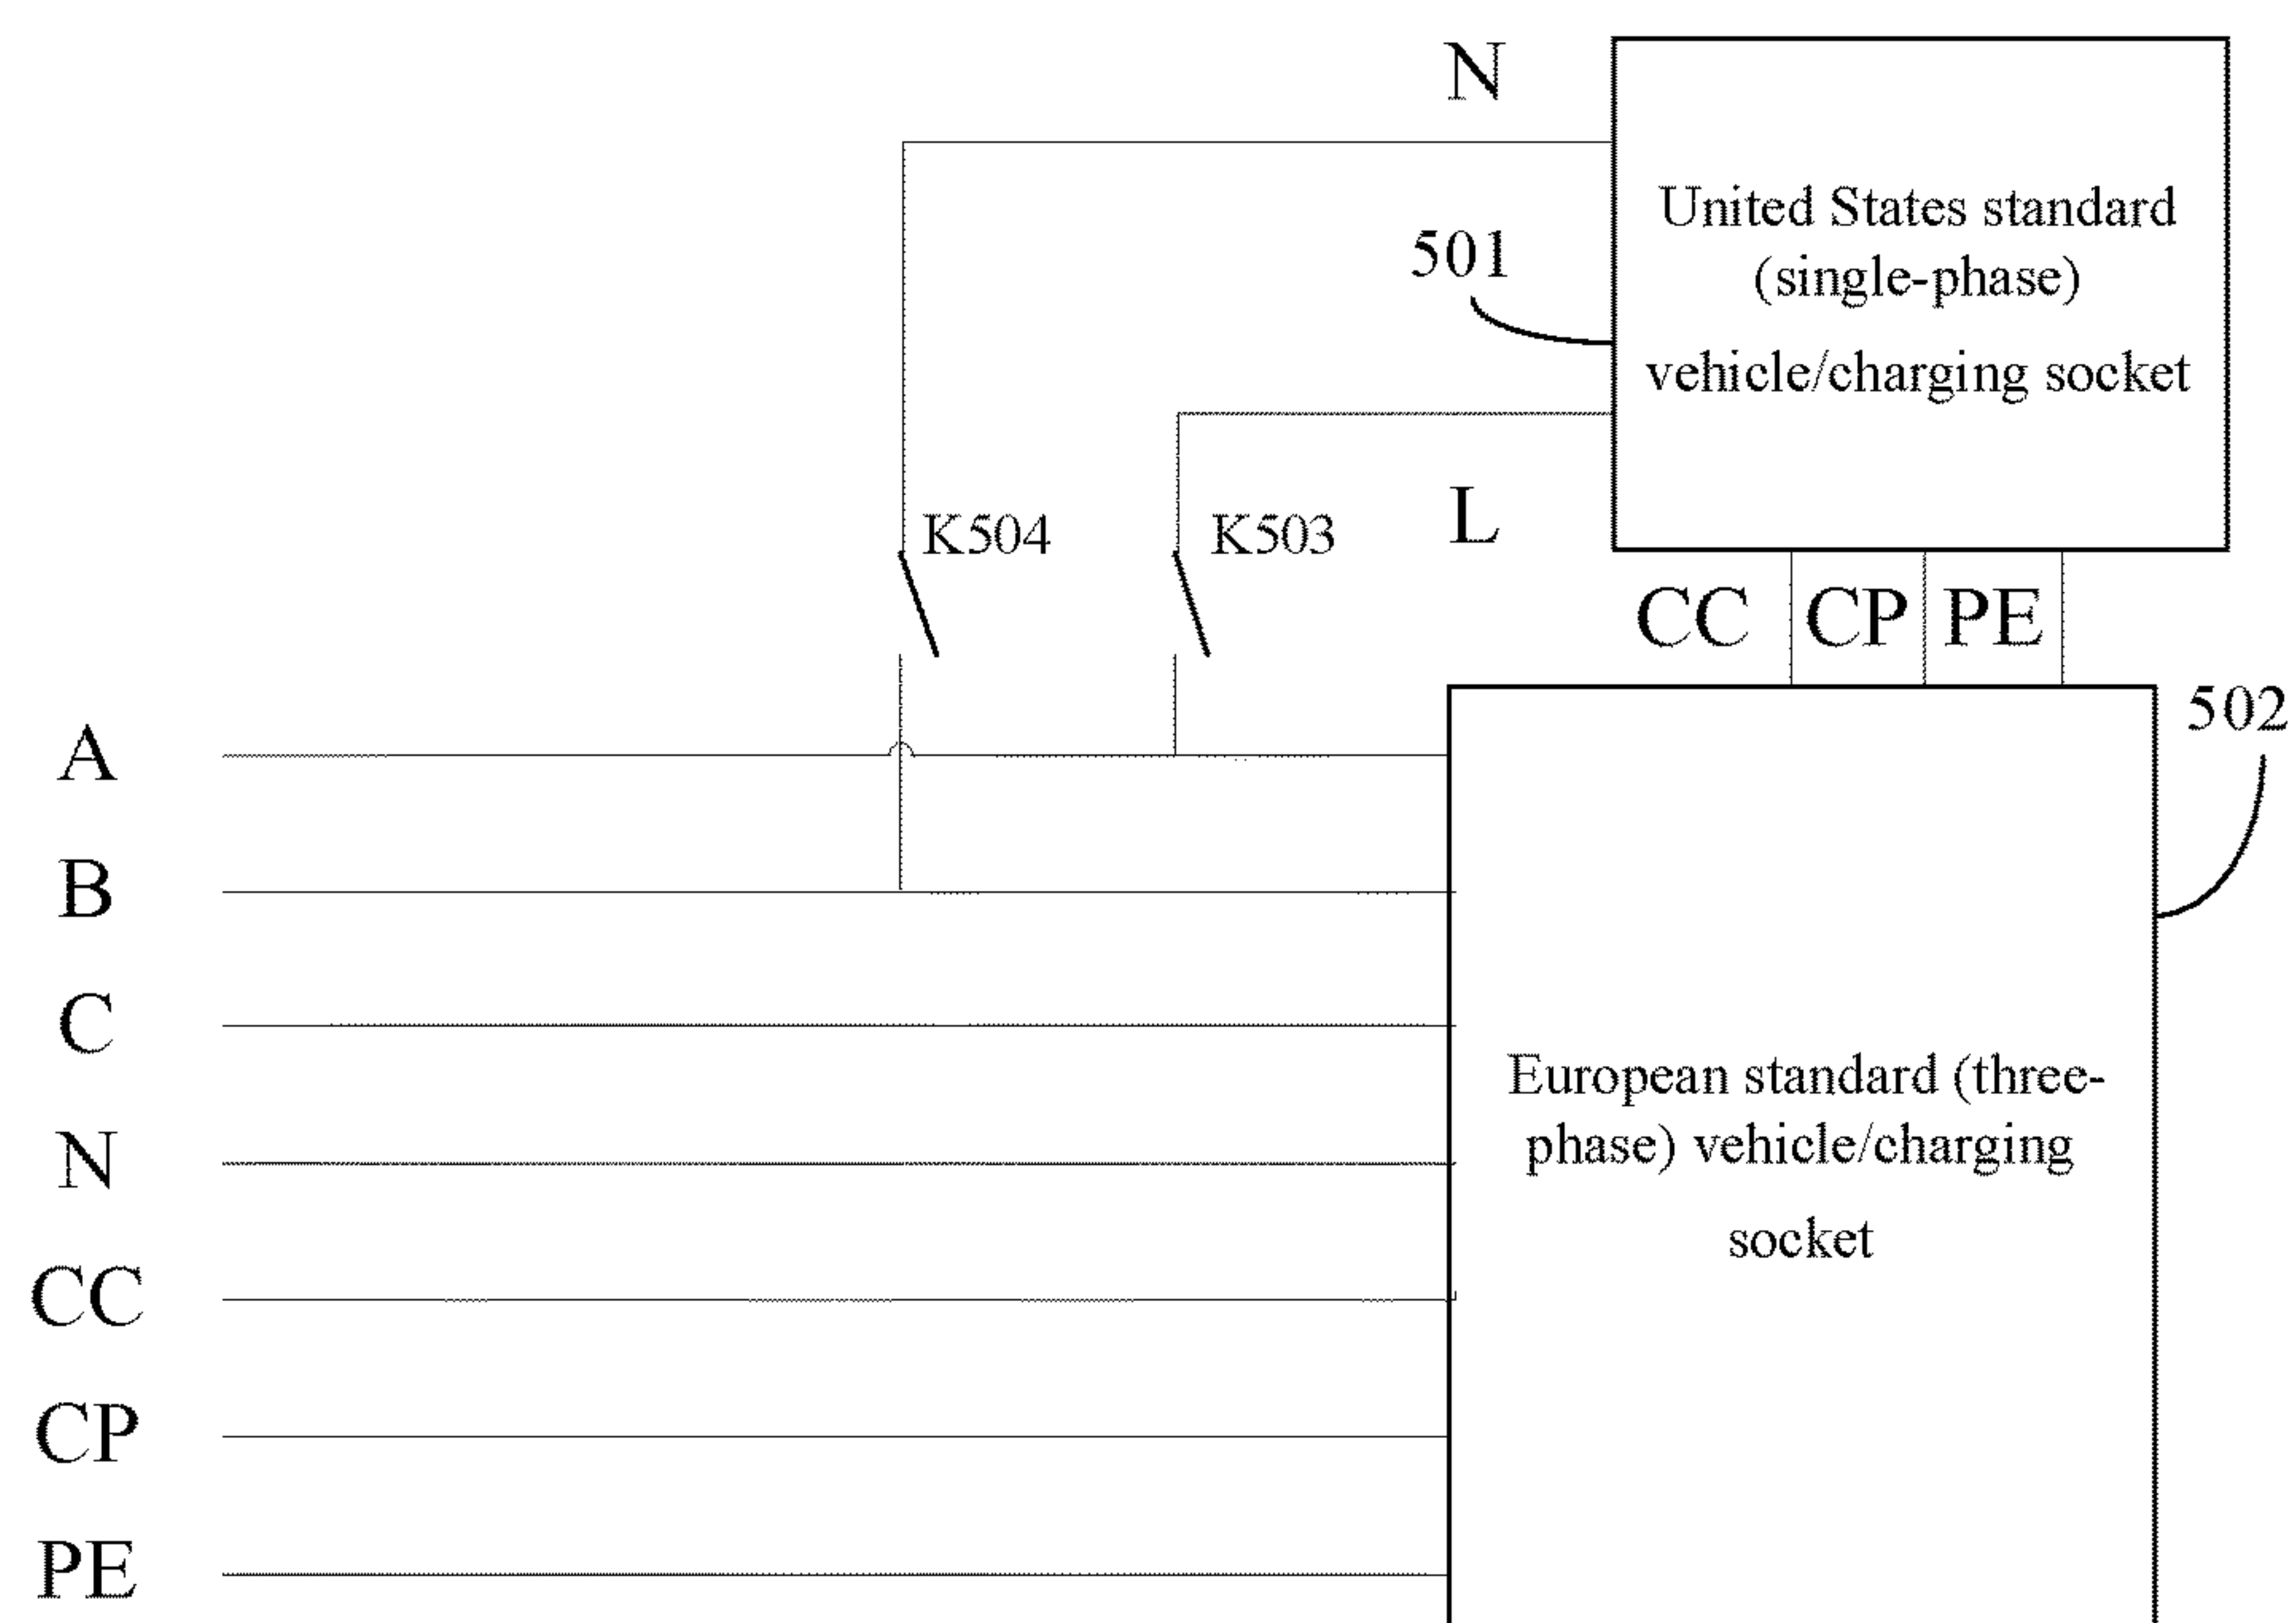 N
United States standard
(single-phase)
vehicle/charging socket
501
K504
K503
L
CC
CP
PE
502
A
B
C
N
CC
CP
PE
European standard (three-
phase) vehicle/charging
socket